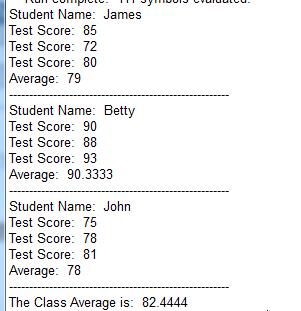 Run complete. 111 symbols evaluated.
Student Name: James
Test Score: 85
Test Score: 72
Test Score: 80
Average: 79
------------------------------------------------------
Student Name: Betty
Test Score: 90
Test Score: 88
Test Score: 93
Average: 90.3333
------------------------------------------------------
Student Name: John
Test Score: 75
Test Score: 78
Test Score: 81
Average: 78
------------------------------------------------------
The Class Average is: 82.4444